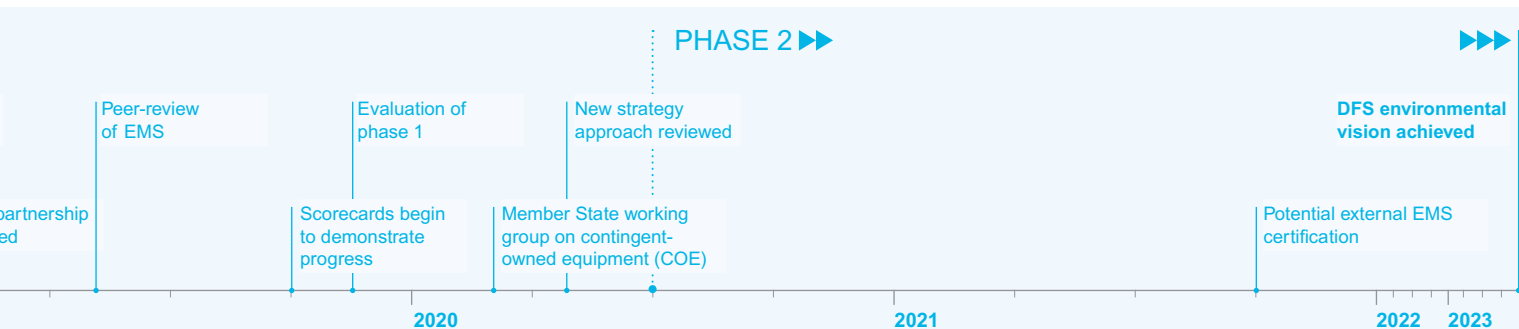 PHASE 2
Peer-review
of EMS
Evaluation of
phase 1
New strategy
approach reviewed
DFS environmental
vision achieved
partnership
Scorecards begin
to demonstrate
progress
Member State working
group on contingent-
owned equipment (COE)
Potential external EMS
certification
2020
2021
2022
2023